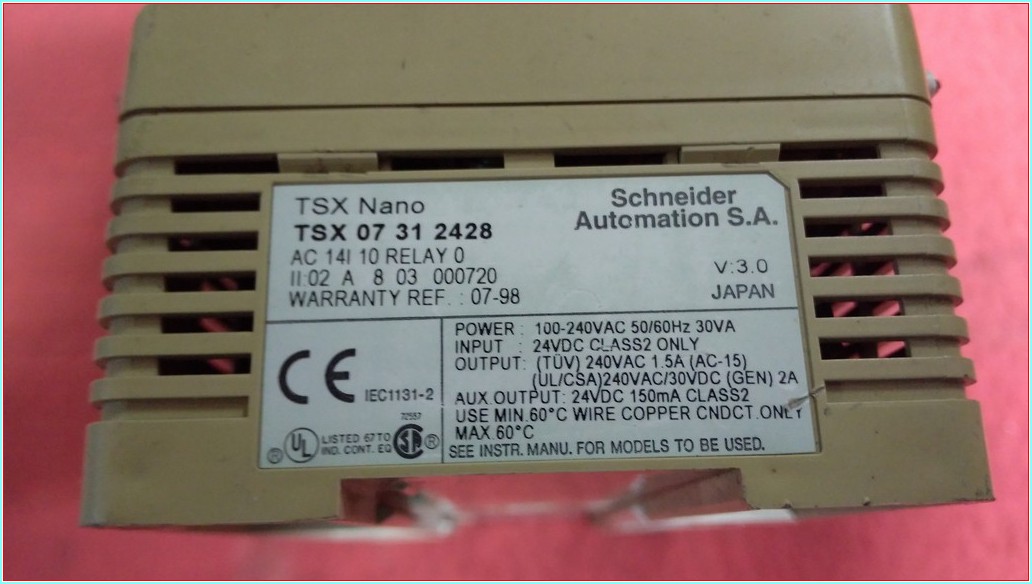 TSX Nano
TSX 07 31 2428
AC 14I 10 RELAY 0
II:02 A 8 03 000720
WARRANTY REF. : 07-98
Schneider
Automation S.A.
V:3.0
JAPAN
CE
IEC1131-2
72557
® UL LISTED 67TO
IND. CONT. EQ
SA ®
POWER : 100-240VAC 50/60Hz 30VA
INPUT : 24VDC CLASS2 ONLY
OUTPUT: (TÜV) 240VAC 1.5A (AC-15)
(UL/CSA)240VAC/30VDC (GEN) 2A
AUX OUTPUT: 24VDC 150mA CLASS2
USE MIN.60°C WIRE COPPER CNDCT.ONLY
MAX.60°C
SEE INSTR. MANU. FOR MODELS TO BE USED.